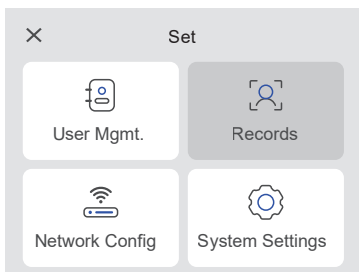 Set
User Mgmt.
Records
Network Config
System Settings